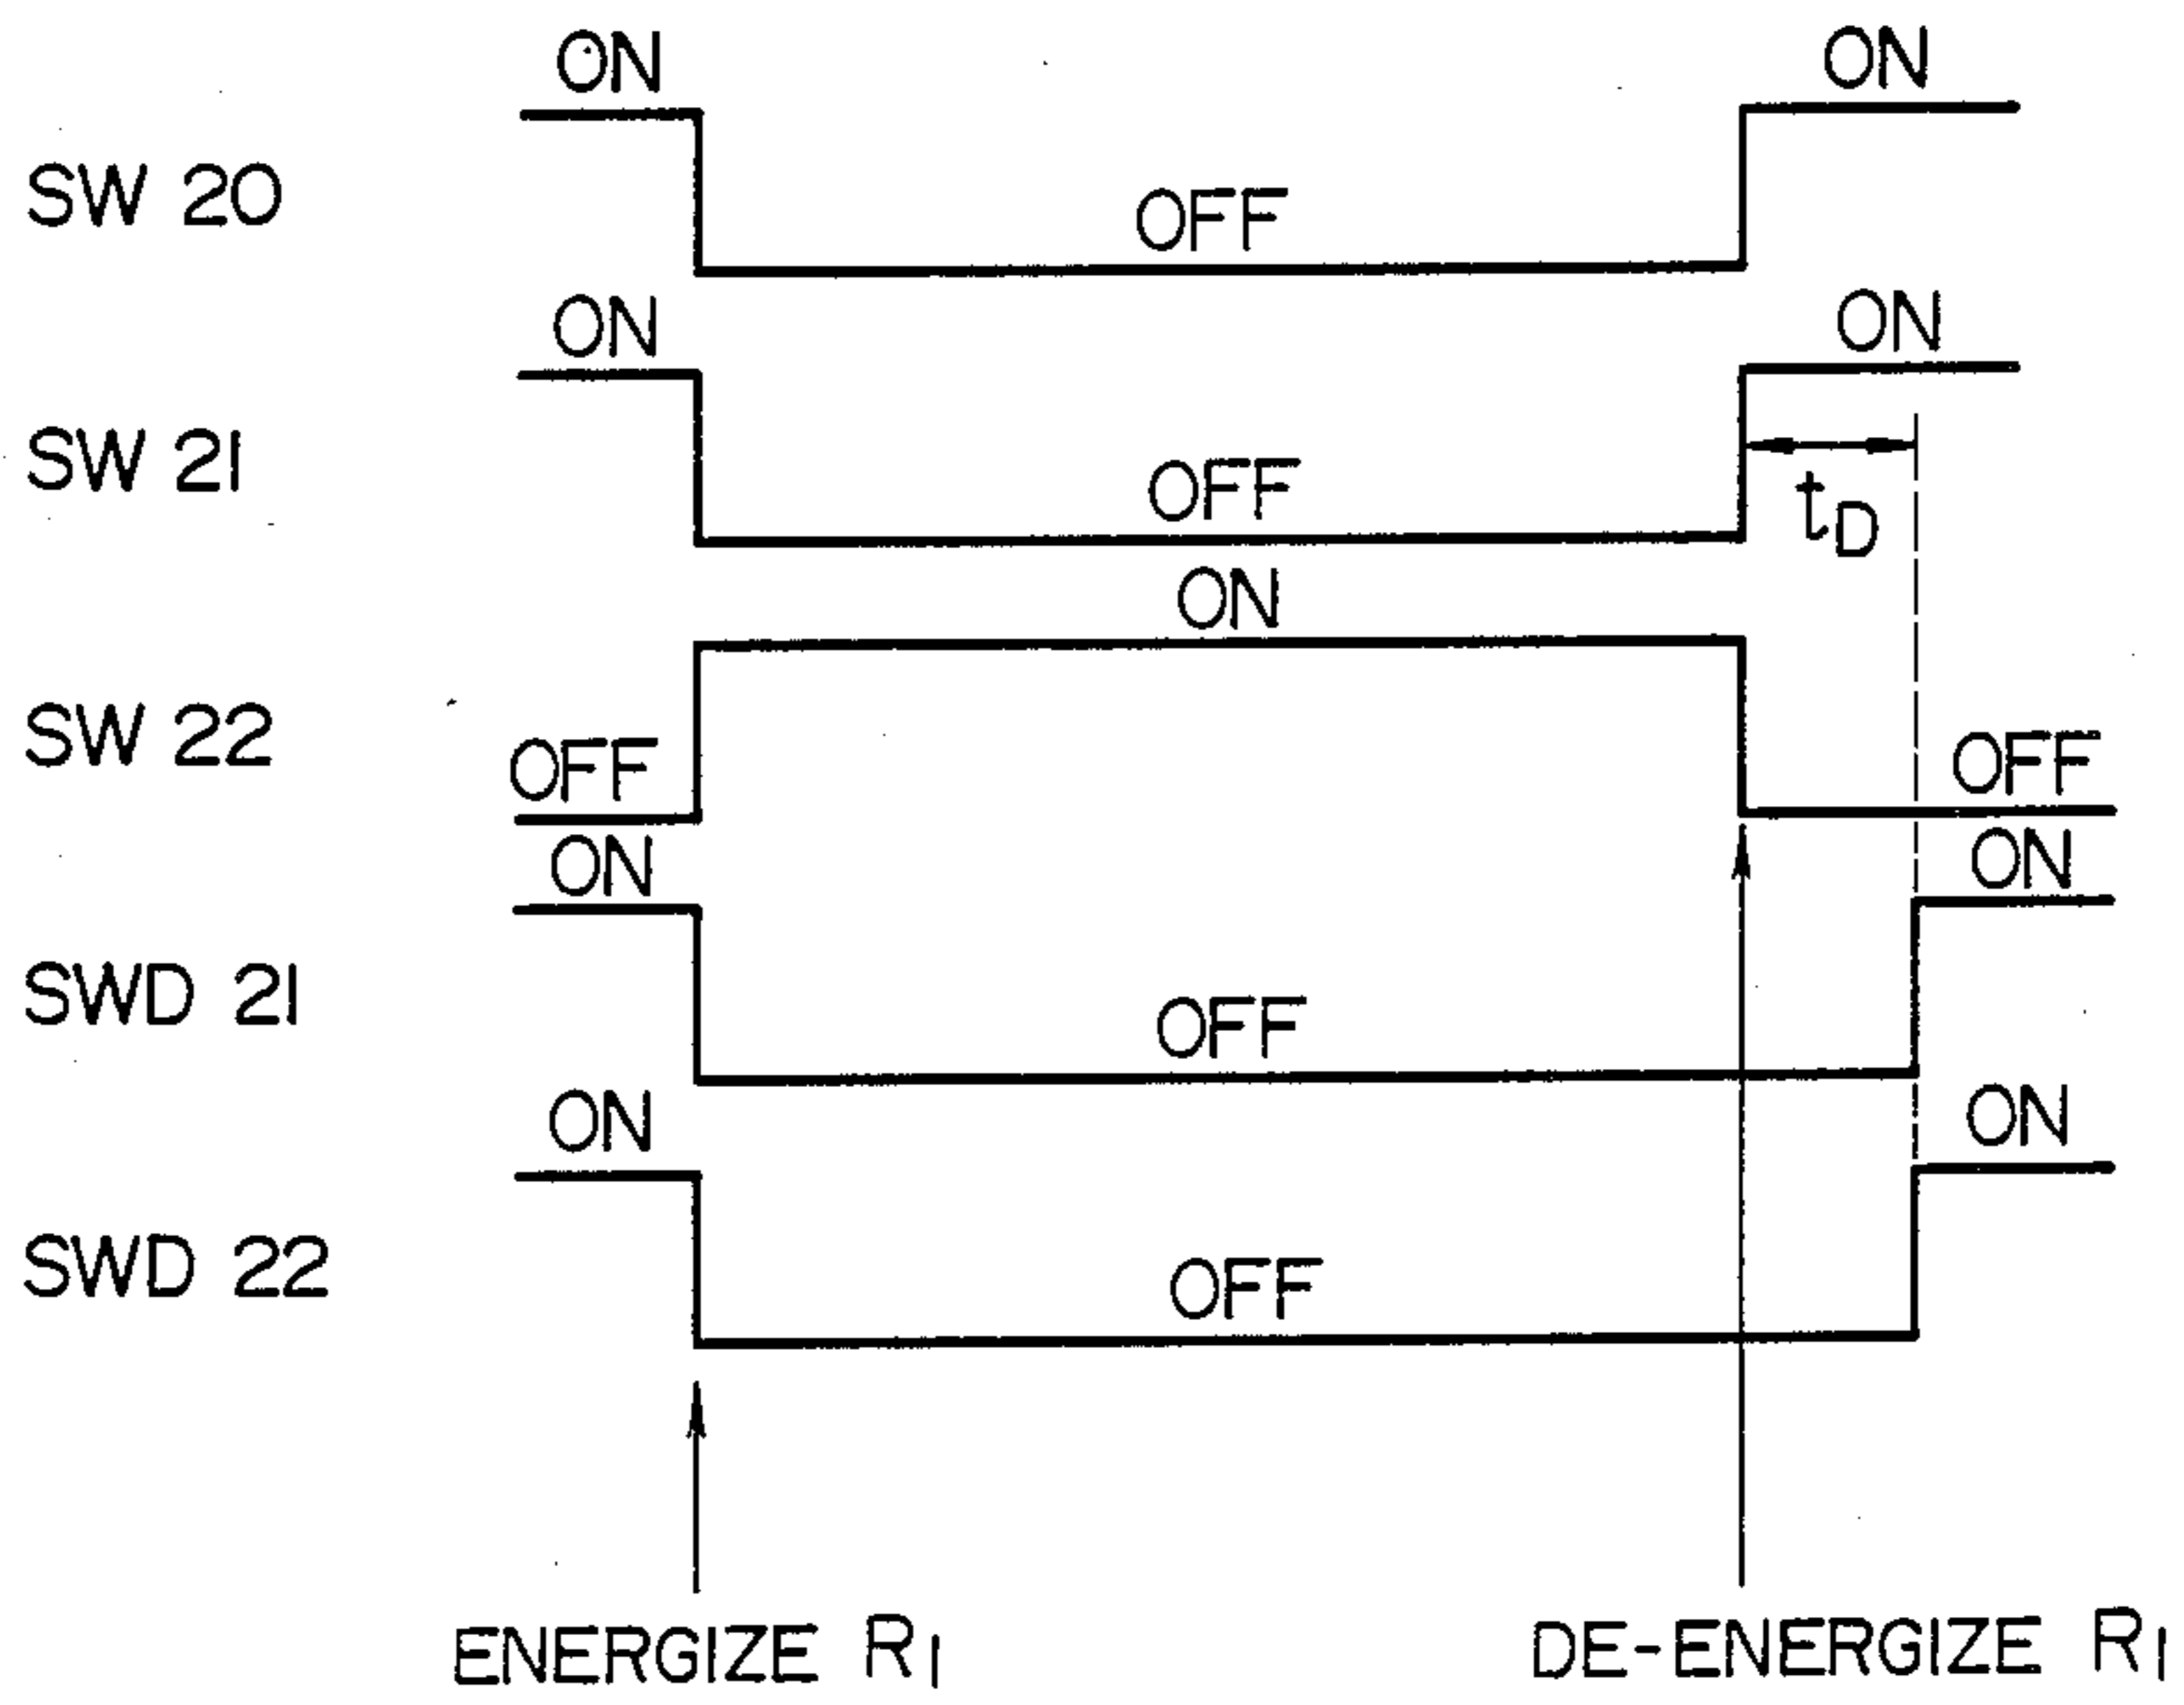 ON ON
SW 20
OFF
ON ON
SW 21
OFF
tD
ON
SW 22
OFF OFF
ON ON
SWD 21
OFF
ON ON
SWD 22
OFF
ENERGIZE R1 DE-ENERGIZE R1